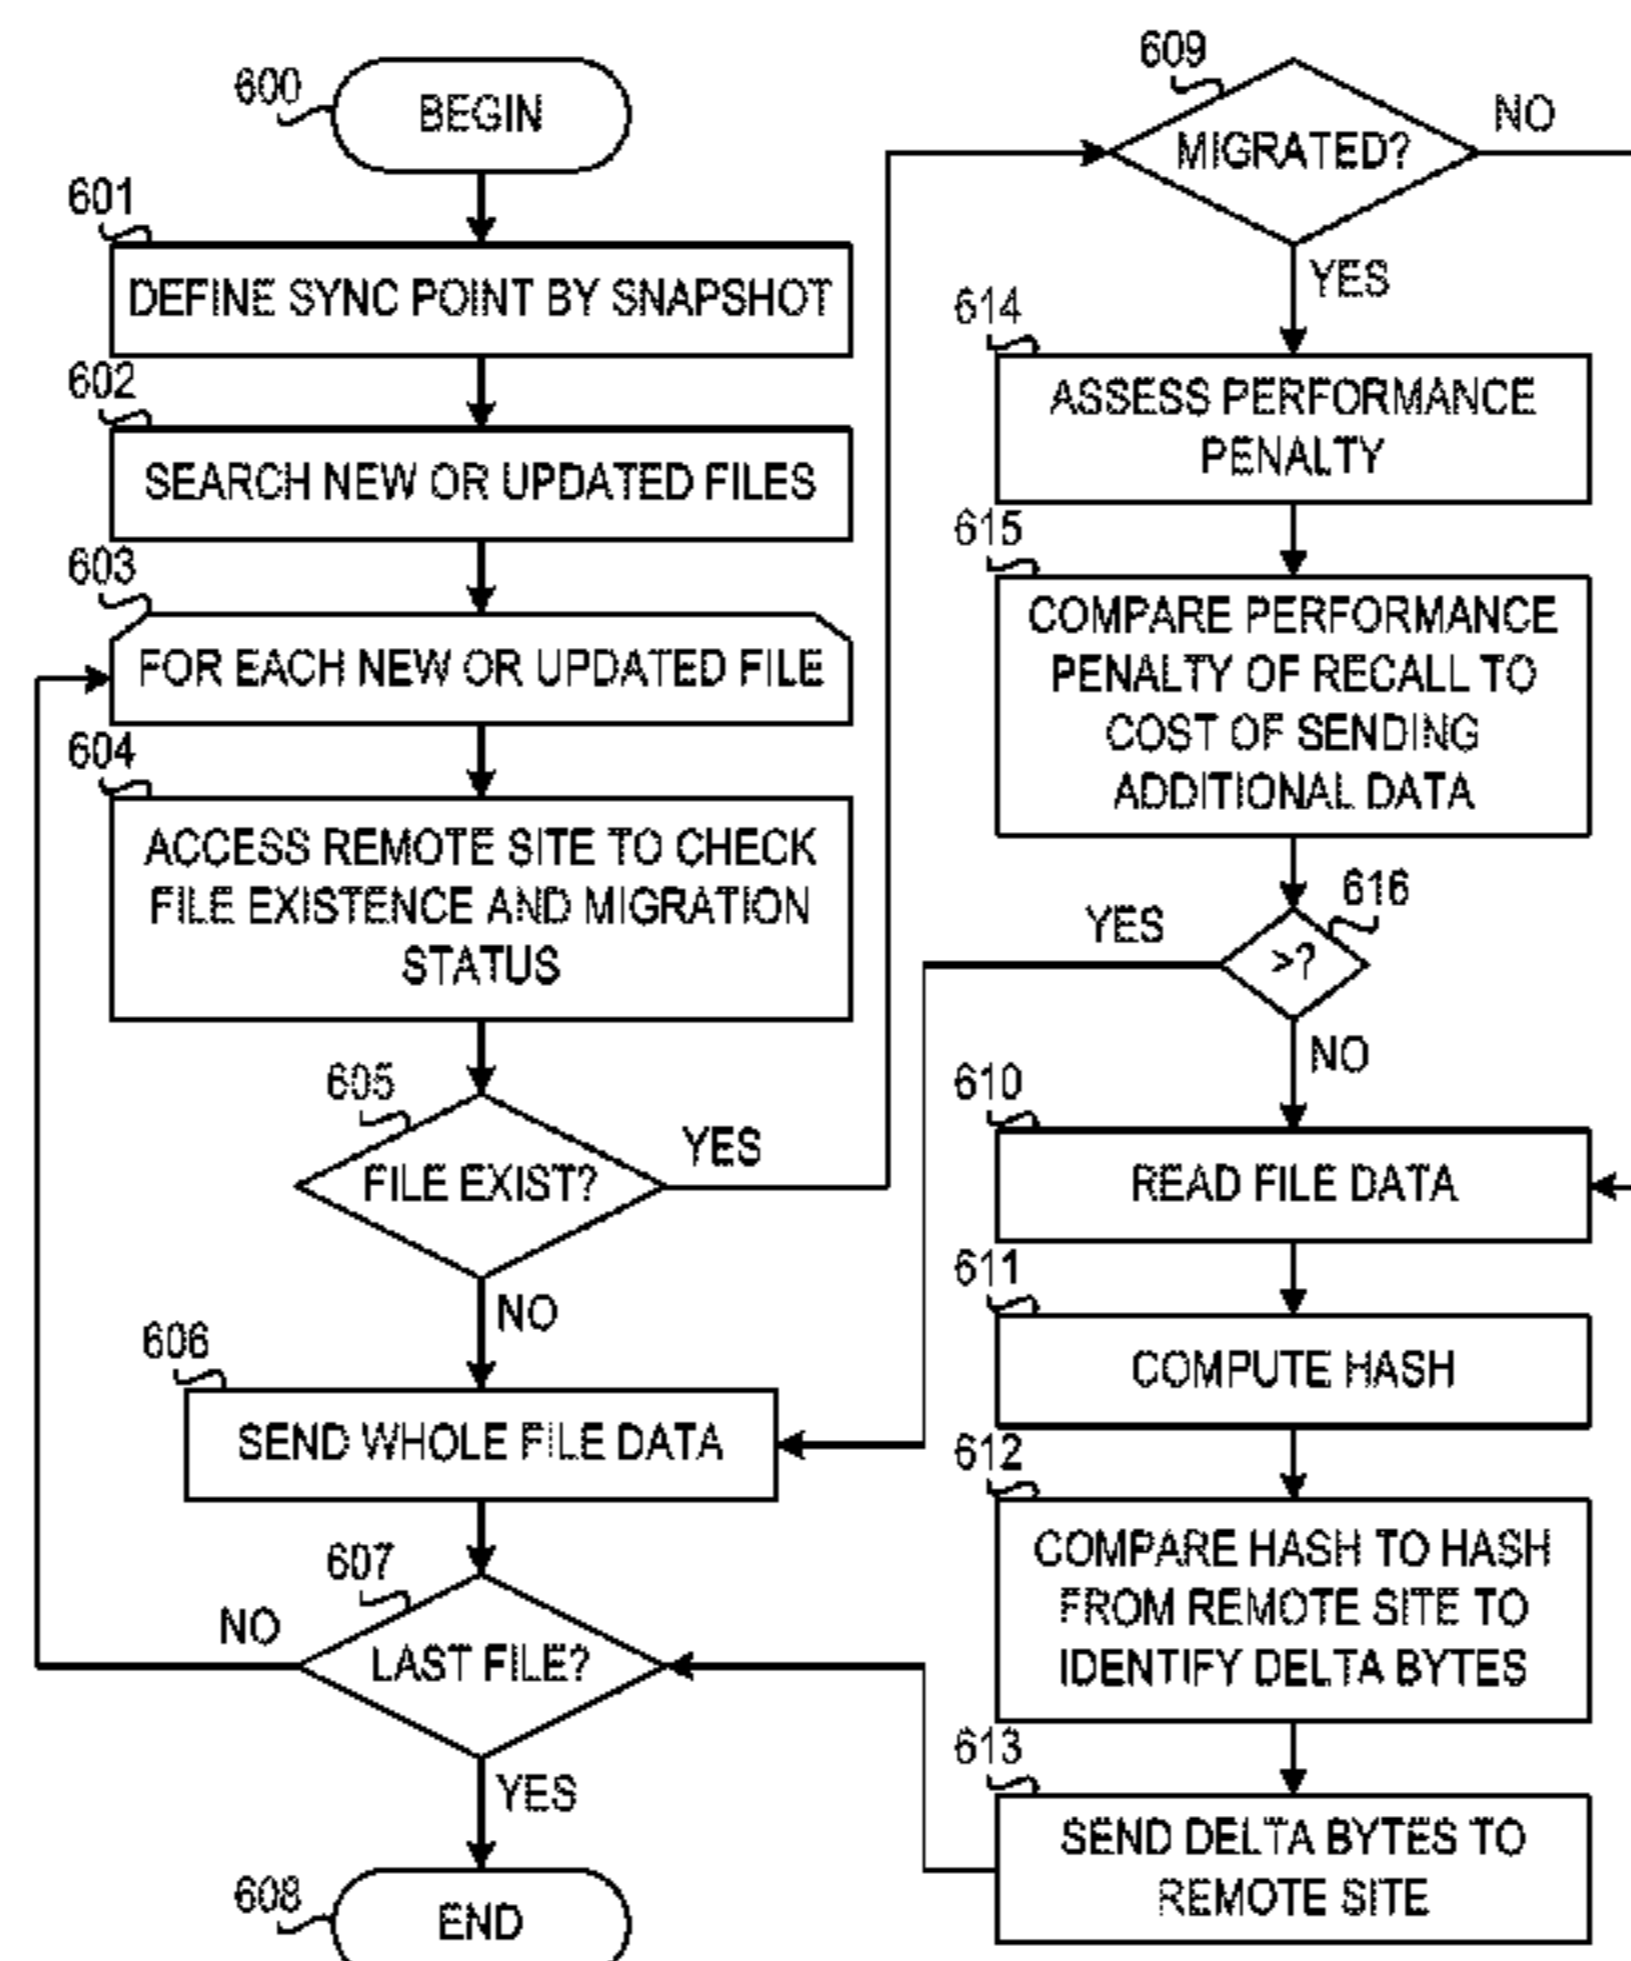 600
BEGIN
601
DEFINE SYNC POINT BY SNAPSHOT
602
SEARCH NEW OR UPDATED FILES
603
FOR EACH NEW OR UPDATED FILE
604
ACCESS REMOTE SITE TO CHECK
FILE EXISTENCE AND MIGRATION
STATUS
605
FILE EXIST?
YES
NO
606
SEND WHOLE FILE DATA
607
LAST FILE?
NO
YES
608
END
609
MIGRATED?
NO
YES
614
ASSESS PERFORMANCE
PENALTY
615
COMPARE PERFORMANCE
PENALTY OF RECALL TO
COST OF SENDING
ADDITIONAL DATA
616
>?
YES
NO
610
READ FILE DATA
611
COMPUTE HASH
612
COMPARE HASH TO HASH
FROM REMOTE SITE TO
IDENTIFY DELTA BYTES
613
SEND DELTA BYTES TO
REMOTE SITE